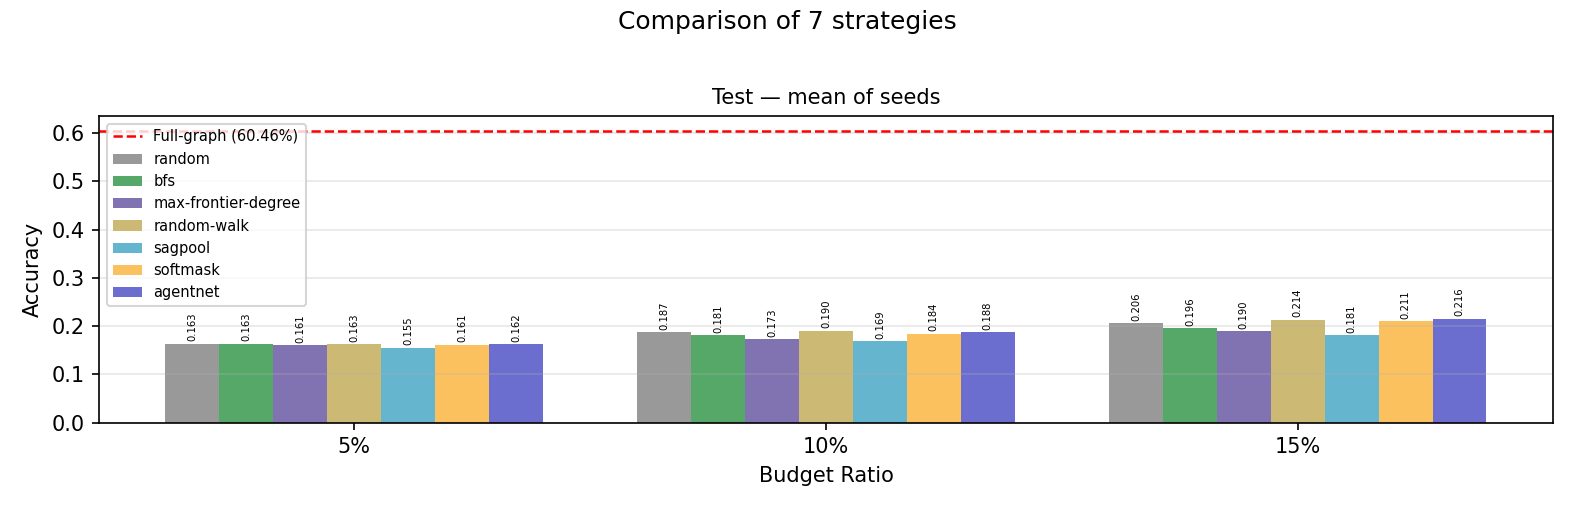 Comparison of 7 strategies
Test — mean of seeds
Accuracy
0.6
0.5
0.4
0.3
0.2
0.1
0.0
Full-graph (60.46%)
random
bfs
max-frontier-degree
random-walk
sagpool
softmask
agentnet
0.163
0.163
0.161
0.163
0.155
0.161
0.162
0.187
0.181
0.173
0.190
0.169
0.184
0.188
0.206
0.196
0.190
0.214
0.181
0.211
0.216
5%
10%
15%
Budget Ratio